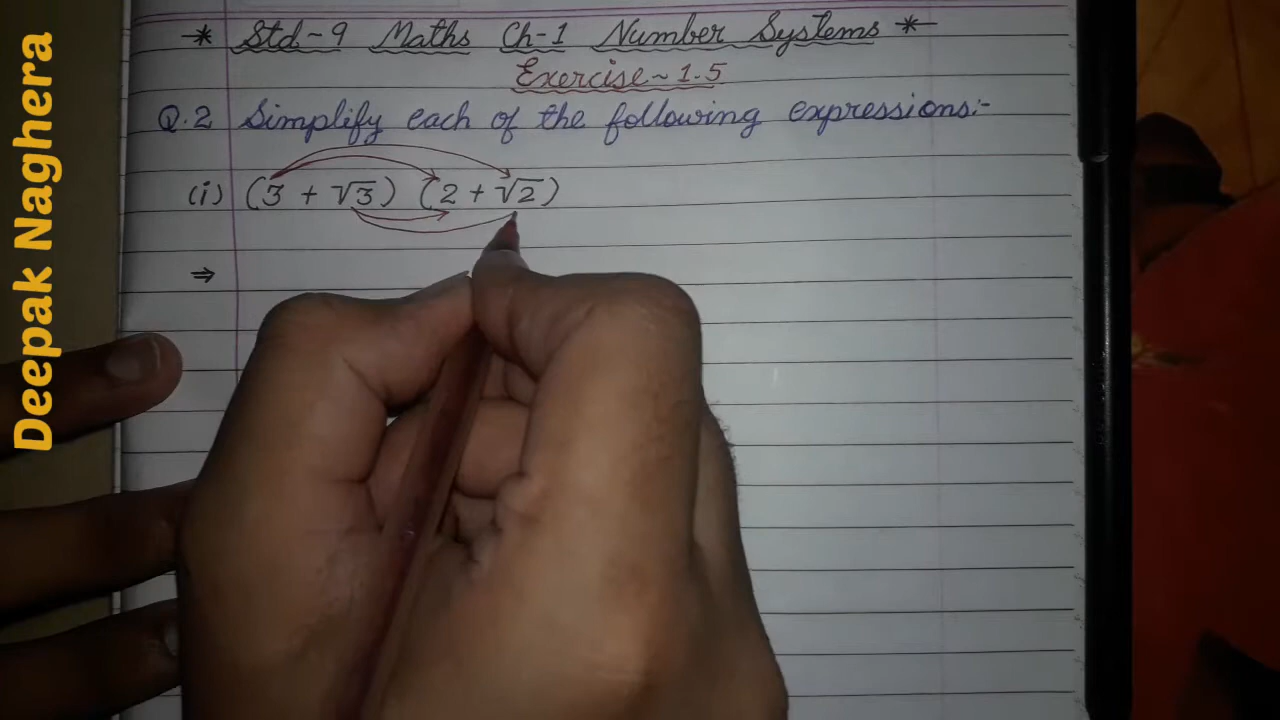 * Std-9 Maths Ch-1 Number Systems *
Exercise~1.5
Q.2 Simplify each of the following expressions:-
(i) (3 + √3) (2 + √2)
⇒
Deepak Naghera